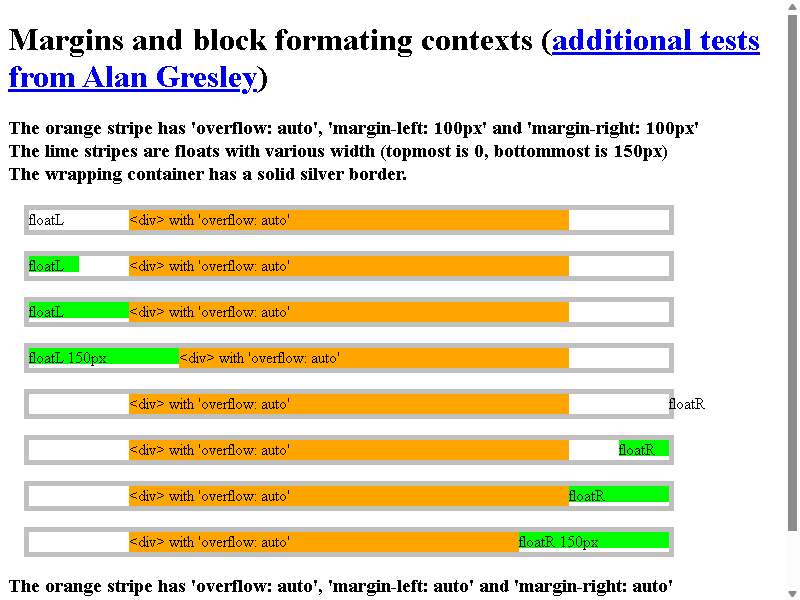 Margins and block formating contexts (additional tests
from Alan Gresley)
The orange stripe has 'overflow: auto', 'margin-left: 100px' and 'margin-right: 100px'
The lime stripes are floats with various width (topmost is 0, bottommost is 150px)
The wrapping container has a solid silver border.
floatL <div> with 'overflow: auto'
floatL <div> with 'overflow: auto'
floatL <div> with 'overflow: auto'
floatL 150px <div> with 'overflow: auto'
<div> with 'overflow: auto' floatR
<div> with 'overflow: auto' floatR
<div> with 'overflow: auto' floatR
<div> with 'overflow: auto' floatR 150px
The orange stripe has 'overflow: auto', 'margin-left: auto' and 'margin-right: auto'